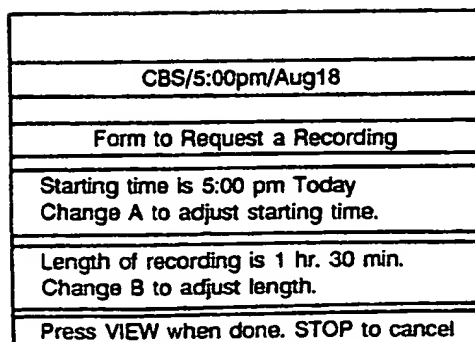 CBS/5:00pm/Aug18
Form to Request a Recording
Starting time is 5:00 pm Today
Change A to adjust starting time.
Length of recording is 1 hr. 30 min.
Change B to adjust length.
Press VIEW when done. STOP to cancel